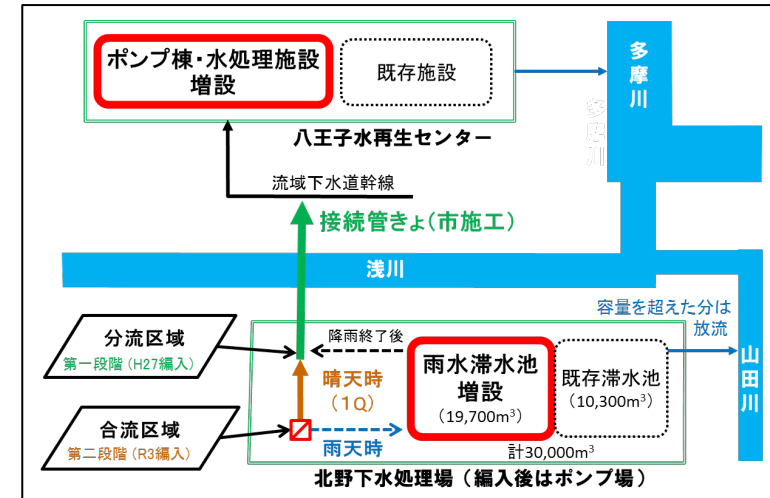 ポンプ棟・水処理施設
増設
既存施設
八王子水再生センター
多摩川
多摩川
流域下水道幹線
接続管きょ(市施工)
浅川
容量を超えた分は
放流
山田川
分流区域
第一段階(H27編入)
降雨終了後
雨水滞水池
増設
(19,700m³)
既存滞水池
(10,300m³)
晴天時
(1Q)
合流区域
第二段階(R3編入)
雨天時
計30,000m³
北野下水処理場(編入後はポンプ場)